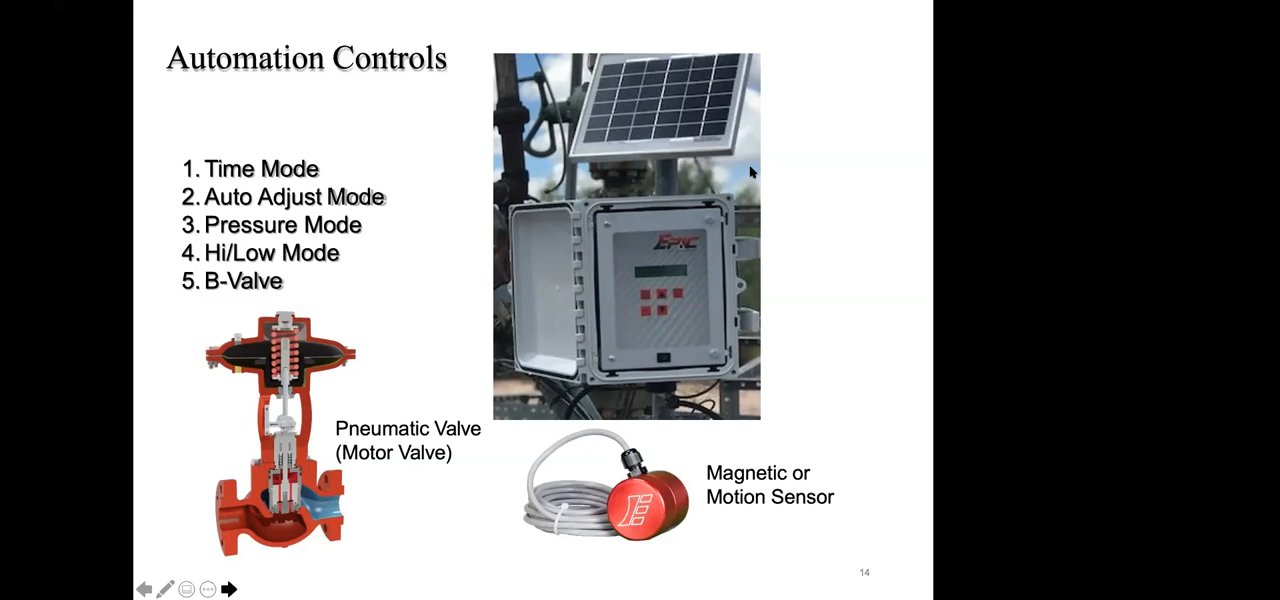 Automation Controls
1. Time Mode
2. Auto Adjust Mode
3. Pressure Mode
4. Hi/Low Mode
5. B-Valve
EPIC
Pneumatic Valve
(Motor Valve)
Magnetic or
Motion Sensor
14